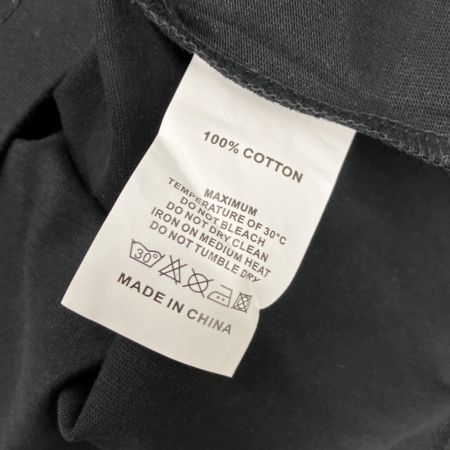 100% COTTON
MAXIMUM
TEMPERATURE OF 30°C
DO NOT BLEACH
DO NOT DRY CLEAN
IRON ON MEDIUM HEAT
DO NOT TUMBLE DRY
30°
MADE IN CHINA